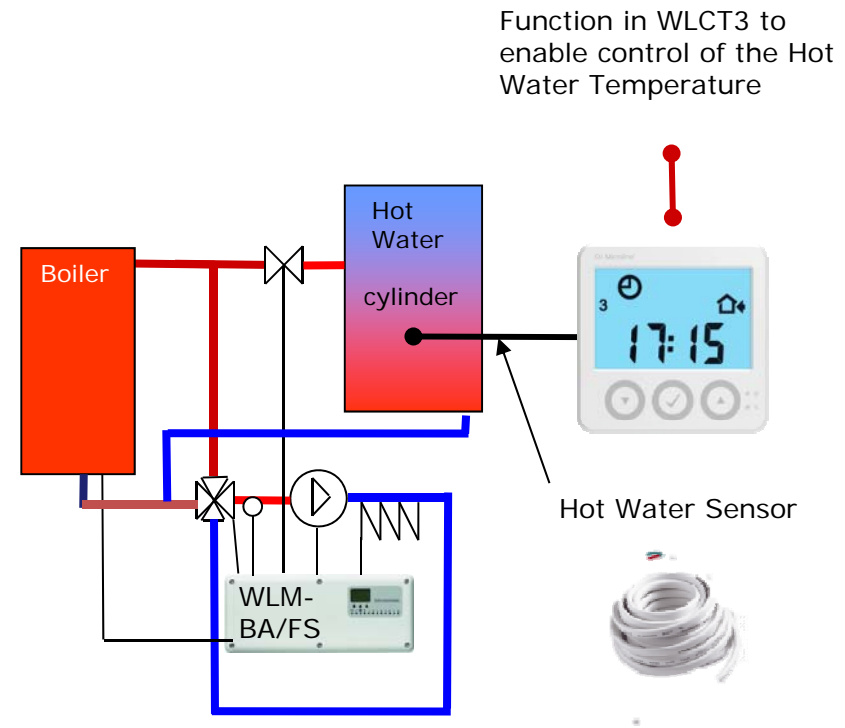 Function in WLCT3 to
enable control of the Hot
Water Temperature
Hot
Water
cylinder
Boiler
3
17:15
Hot Water Sensor
WLM-
BA/FS